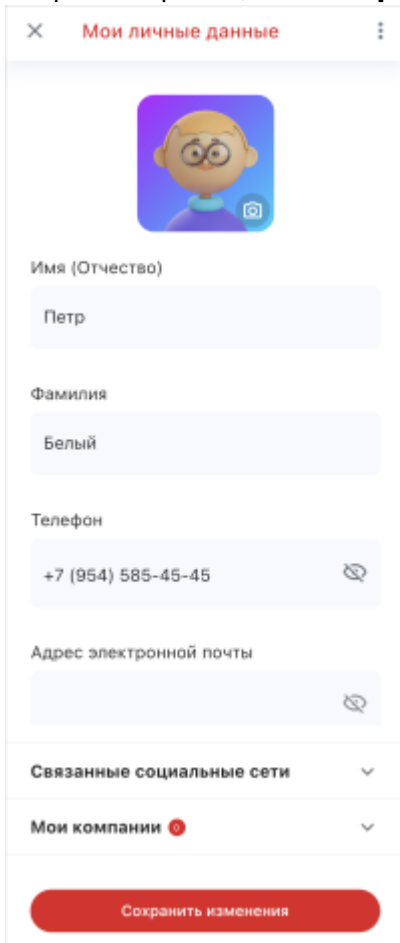 Мои личные данные
Имя (Отчество)
Петр
Фамилия
Белый
Телефон
+7 (954) 585-45-45
Адрес электронной почты
Связанные социальные сети
Мои компании 0
Сохранить изменения